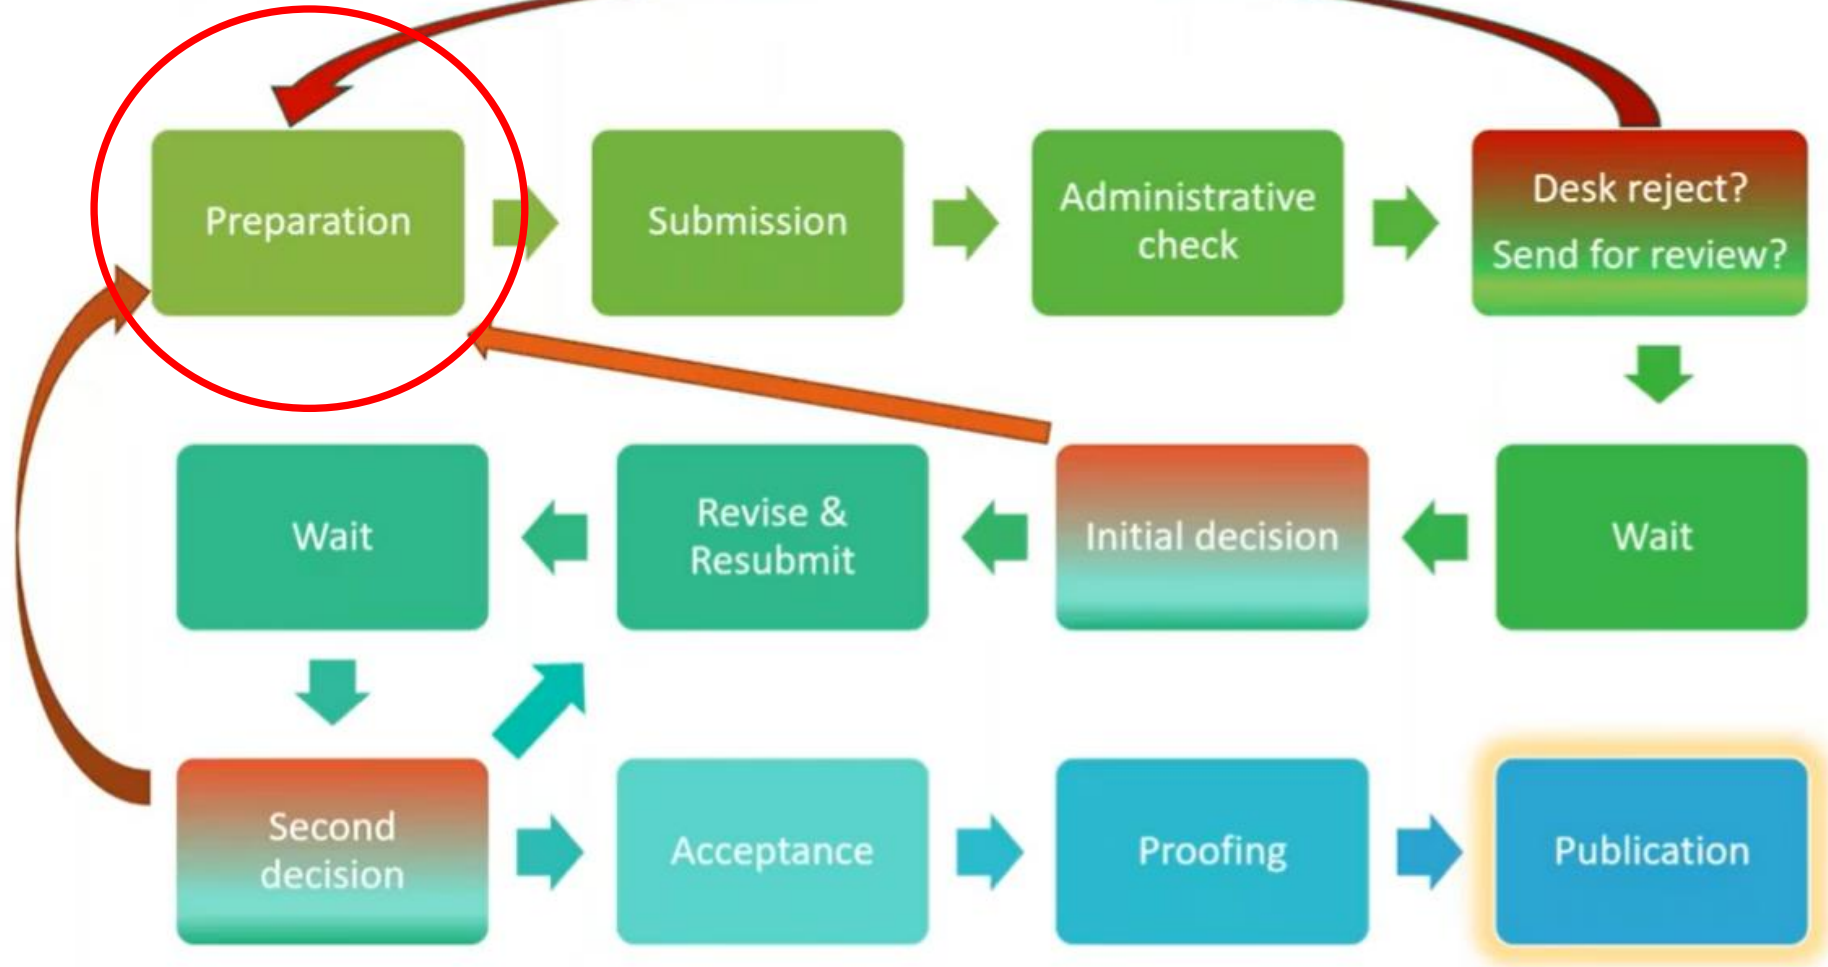 Preparation
Submission
Administrative
check
Desk reject?
Send for review?
Wait
Revise &
Resubmit
Initial decision
Wait
Second
decision
Acceptance
Proofing
Publication